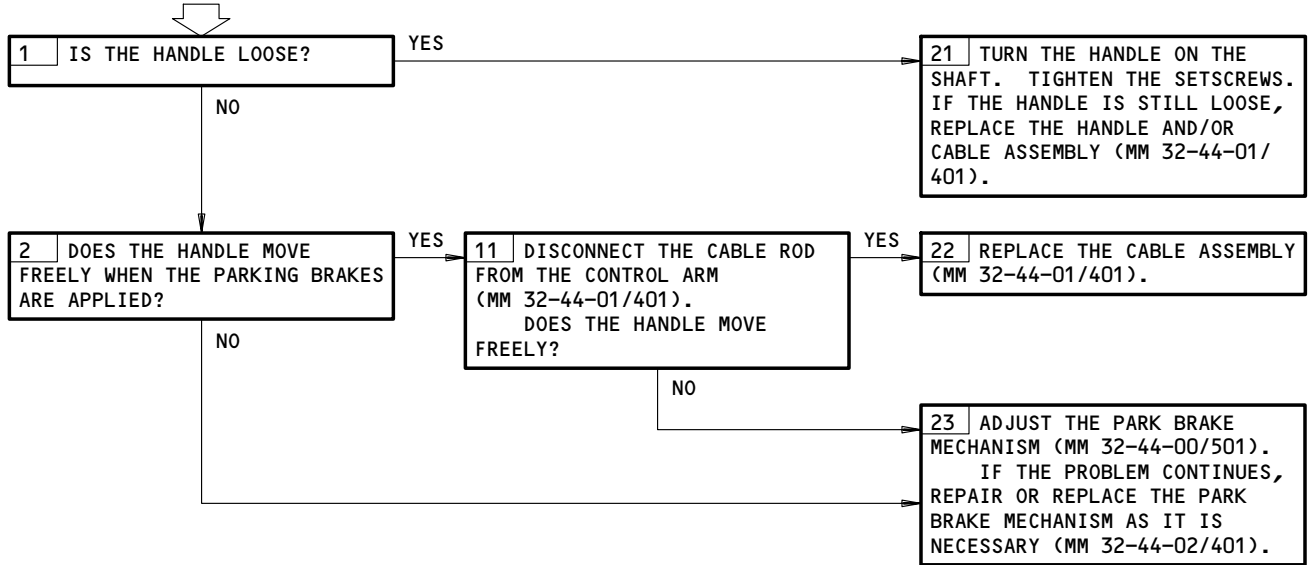 1 IS THE HANDLE LOOSE?
YES
NO
21 TURN THE HANDLE ON THE
SHAFT. TIGHTEN THE SETSCREWS.
IF THE HANDLE IS STILL LOOSE,
REPLACE THE HANDLE AND/OR
CABLE ASSEMBLY (MM 32-44-01/
401).
2 DOES THE HANDLE MOVE
FREELY WHEN THE PARKING BRAKES
ARE APPLIED?
YES
NO
11 DISCONNECT THE CABLE ROD
FROM THE CONTROL ARM
(MM 32-44-01/401).
DOES THE HANDLE MOVE
FREELY?
YES
NO
22 REPLACE THE CABLE ASSEMBLY
(MM 32-44-01/401).
23 ADJUST THE PARK BRAKE
MECHANISM (MM 32-44-00/501).
IF THE PROBLEM CONTINUES,
REPAIR OR REPLACE THE PARK
BRAKE MECHANISM AS IT IS
NECESSARY (MM 32-44-02/401).